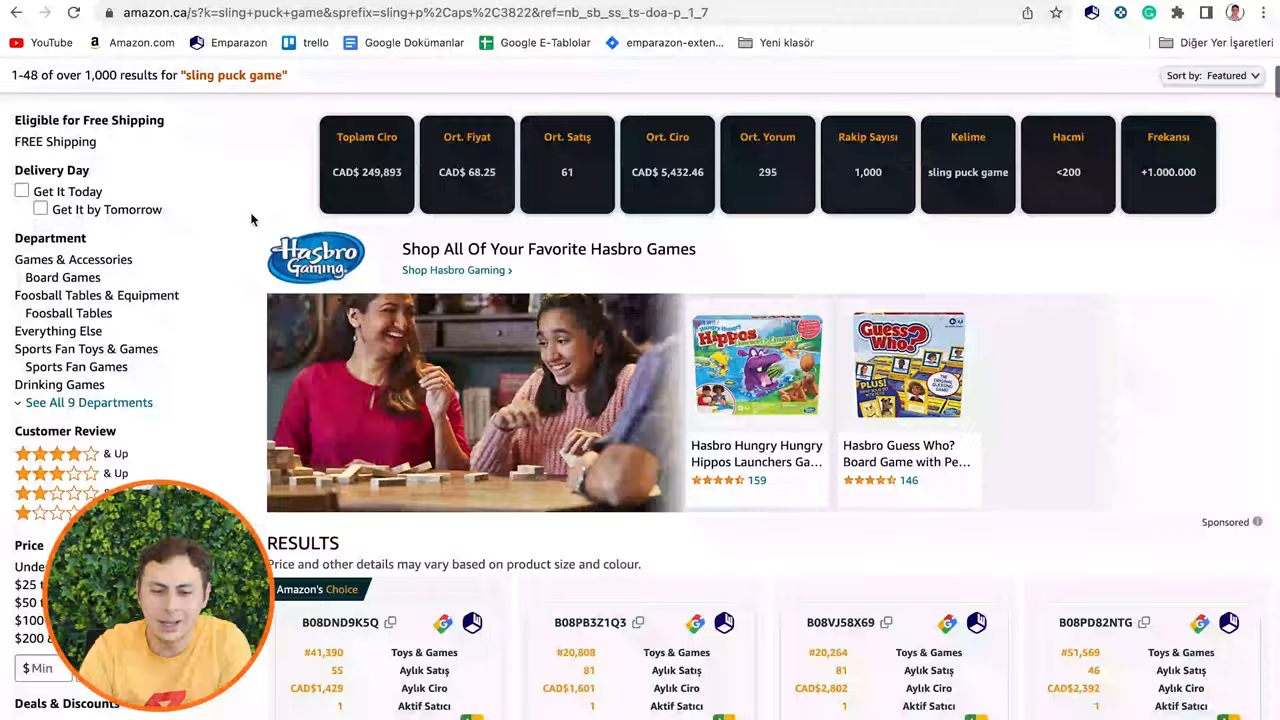 amazon.ca/s?k=sling+puck+game&sprefix=sling+p%2Caps%2C3822&ref=nb_sb_ss_ts-doa-p_1_7
YouTube Amazon.com Emparazon trello Google Dokümanlar Google E-Tablolar emparazon-exten... Yeni klasör Diğer Yer İşaretleri
1-48 of over 1,000 results for "sling puck game" Sort by: Featured
Eligible for Free Shipping
FREE Shipping
Delivery Day
Get It Today
Get It by Tomorrow
Department
Games & Accessories
Board Games
Foosball Tables & Equipment
Foosball Tables
Everything Else
Sports Fan Toys & Games
Sports Fan Games
Drinking Games
See All 9 Departments
Customer Review
& Up
& Up
Price
Unde
$25 t
$50 t
$100
$200 &
$ Min
Deals & Discounts
Toplam Ciro Ort. Fiyat Ort. Satış Ort. Ciro Ort. Yorum Rakip Sayısı Kelime Hacmi Frekansı
CAD$ 249,893 CAD$ 68.25 61 CAD$ 5,432.46 295 1,000 sling puck game <200 +1.000.000
Hasbro
Gaming
Shop All Of Your Favorite Hasbro Games
Shop Hasbro Gaming ›
Hungry Hungry
Hippos
Guess
Who?
PLUS!
Hasbro Hungry Hungry
Hippos Launchers Ga...
159
Hasbro Guess Who?
Board Game with Pe...
146
Sponsored
RESULTS
Price and other details may vary based on product size and colour.
Amazon's Choice
B08DND9K5Q B08PB3Z1Q3 B08VJ58X69 B08PD82NTG
#41,390 Toys & Games #20,808 Toys & Games #20,264 Toys & Games #51,569 Toys & Games
55 Aylık Satış 81 Aylık Satış 81 Aylık Satış 46 Aylık Satış
CAD$1,429 Aylık Ciro CAD$1,601 Aylık Ciro CAD$2,802 Aylık Ciro CAD$2,392 Aylık Ciro
1 Aktif Satıcı 1 Aktif Satıcı 1 Aktif Satıcı 1 Aktif Satıcı